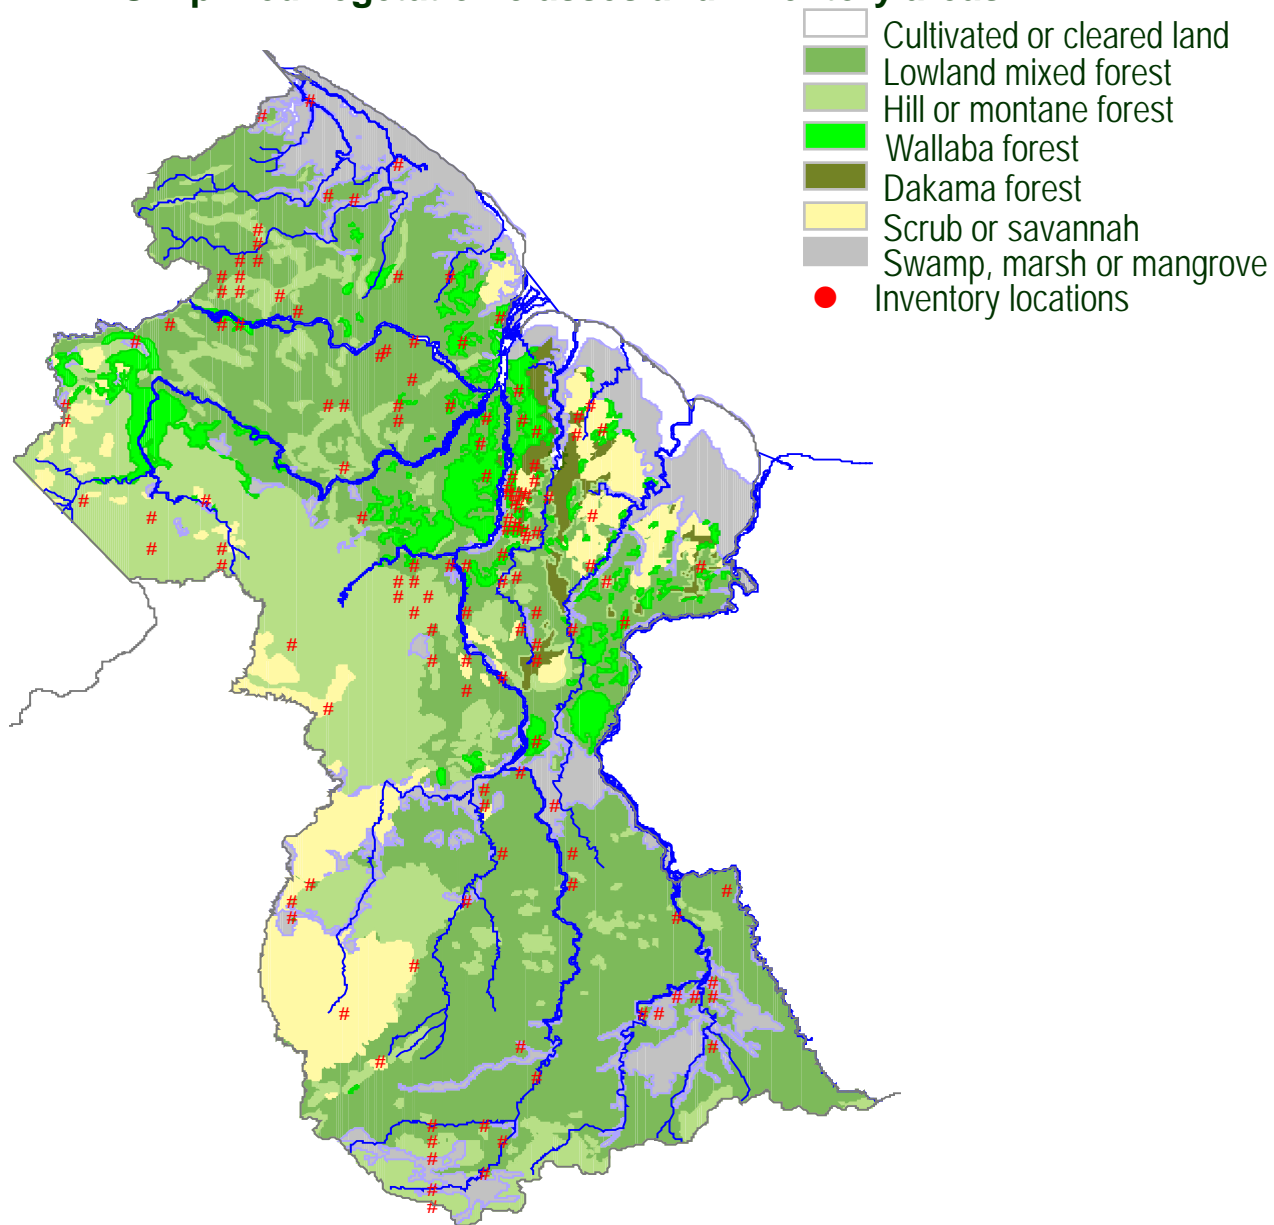 Cultivated or cleared land
Lowland mixed forest
Hill or montane forest
Wallaba forest
Dakama forest
Scrub or savannah
Swamp, marsh or mangrove
Inventory locations